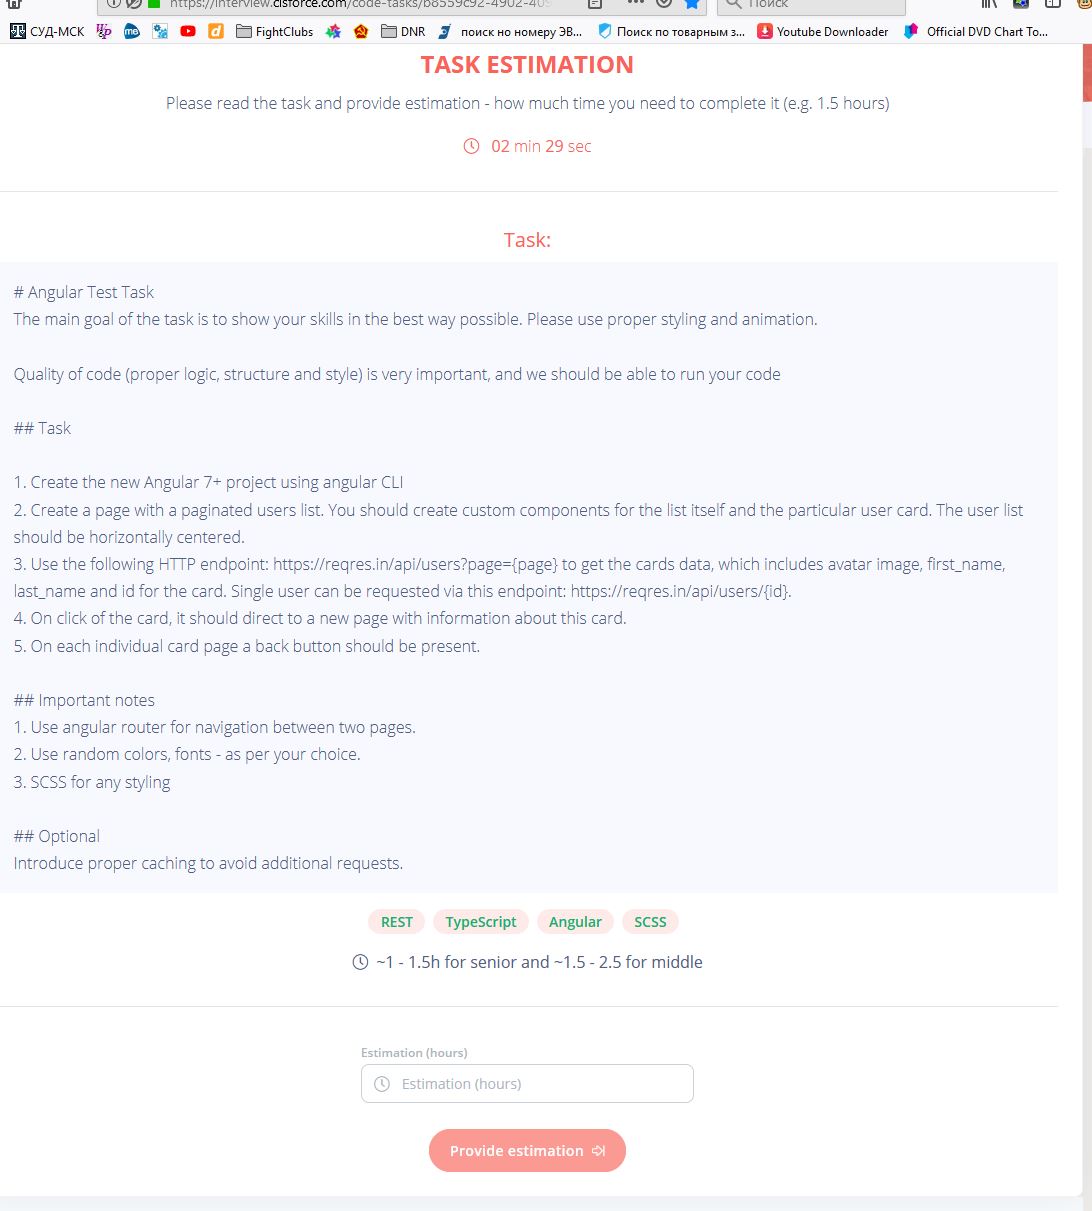 https://interview.cisforce.com/code-tasks/b8559c92-4902-40
Поиск
СУД-МСК FightClubs DNR поиск но номеру ЭВ... Поиск по товарным з... Youtube Downloader Official DVD Chart To...
TASK ESTIMATION
Please read the task and provide estimation - how much time you need to complete it (e.g. 1.5 hours)
02 min 29 sec
Task:
# Angular Test Task
The main goal of the task is to show your skills in the best way possible. Please use proper styling and animation.
Quality of code (proper logic, structure and style) is very important, and we should be able to run your code
## Task
1. Create the new Angular 7+ project using angular CLI
2. Create a page with a paginated users list. You should create custom components for the list itself and the particular user card. The user list
should be horizontally centered.
3. Use the following HTTP endpoint: https://reqres.in/api/users?page={page} to get the cards data, which includes avatar image, first_name,
last_name and id for the card. Single user can be requested via this endpoint: https://reqres.in/api/users/{id}.
4. On click of the card, it should direct to a new page with information about this card.
5. On each individual card page a back button should be present.
## Important notes
1. Use angular router for navigation between two pages.
2. Use random colors, fonts - as per your choice.
3. SCSS for any styling
## Optional
Introduce proper caching to avoid additional requests.
REST TypeScript Angular SCSS
~1 - 1.5h for senior and ~1.5 - 2.5 for middle
Estimation (hours)
Estimation (hours)
Provide estimation